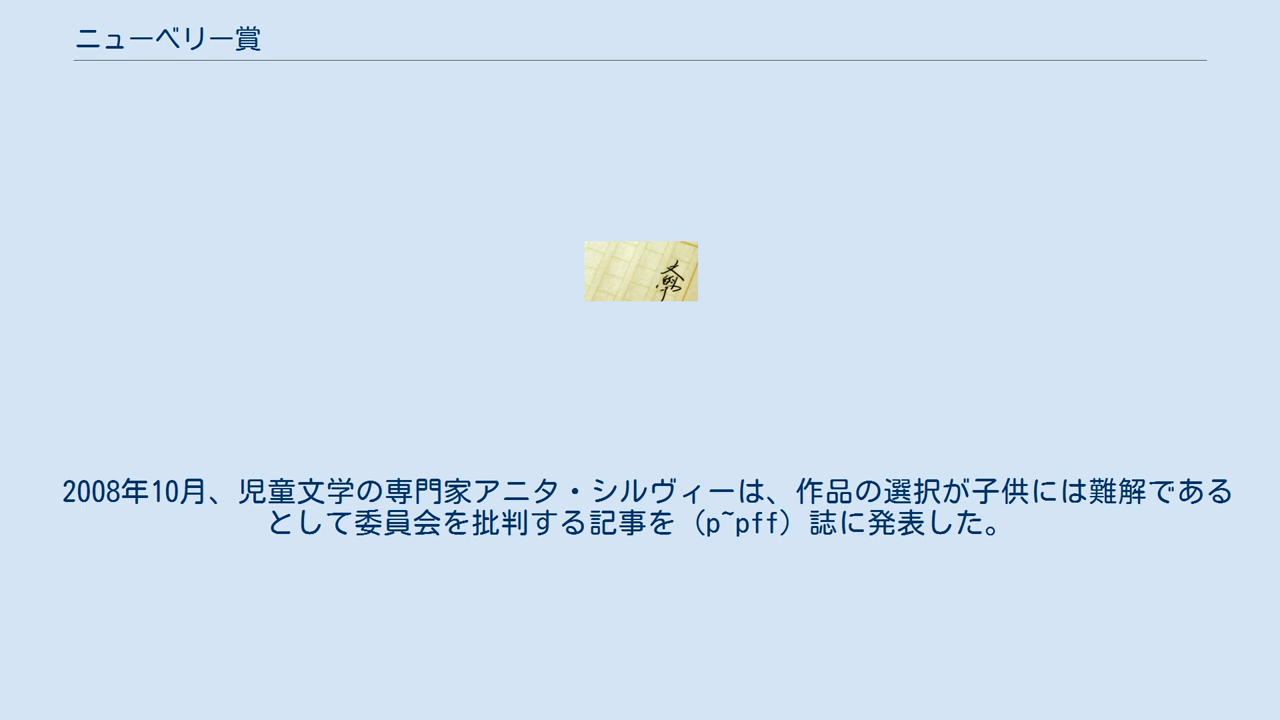 ニューベリー賞
2008年10月、児童文学の専門家アニタ・シルヴィーは、作品の選択が子供には難解である
として委員会を批判する記事を（p~pff）誌に発表した。